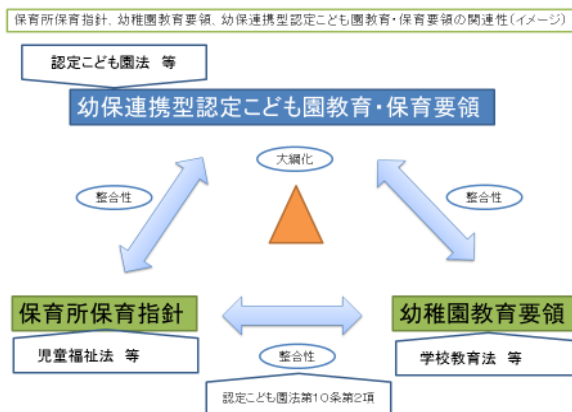 保育所保育指針、幼稚園教育要領、幼保連携型認定こども園教育・保育要領の関連性(イメージ)
認定こども園法 等
幼保連携型認定こども園教育・保育要領
大綱化
整合性
整合性
保育所保育指針
幼稚園教育要領
児童福祉法 等
整合性
学校教育法 等
認定こども園法第10条第2項